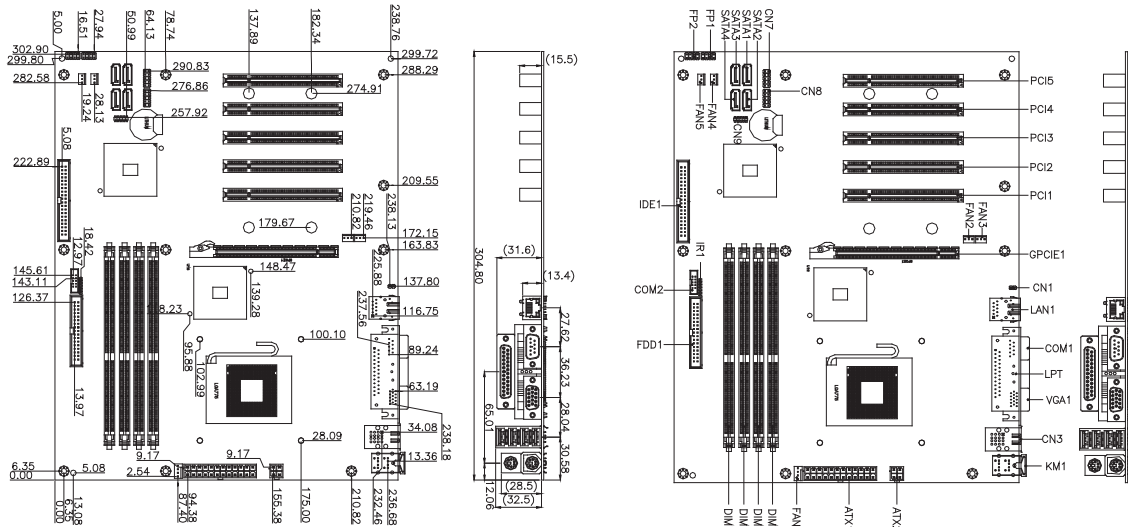 5.00
16.51
27.94
50.99
64.13
78.74
137.89
182.34
238.76
302.90
299.80
282.58
290.83
276.86
257.92
19.24
28.13
5.08
222.89
299.72
288.29
274.91
209.55
179.67
210.82
219.46
238.13
172.15
163.83
18.42
12.97
145.61
143.11
126.37
148.47
139.28
225.88
237.56
137.80
116.75
95.88
102.99
100.10
89.24
63.19
13.97
LGA775
28.09
34.08
238.18
13.36
9.17
9.17
6.35
0.00
5.08
2.54
0.00
6.35
13.08
87.40
94.38
155.38
175.00
210.82
232.46
236.68
(15.5)
304.80
(31.6)
(13.4)
27.62
36.23
28.04
65.01
30.58
12.06
(28.5)
(32.5)
FP2
FP1
SATA4
SATA3
SATA1
SATA2
CN7
CN8
FAN5
FAN4
CN9
PCI5
PCI4
PCI3
PCI2
PCI1
IDE1
FAN2
FAN3
GPCIE1
IR1
COM2
FDD1
CN1
LAN1
COM1
LPT
VGA1
LGA775
CN3
KM1
DIM
DIM
DIM
DIM
FAN
ATX
ATX